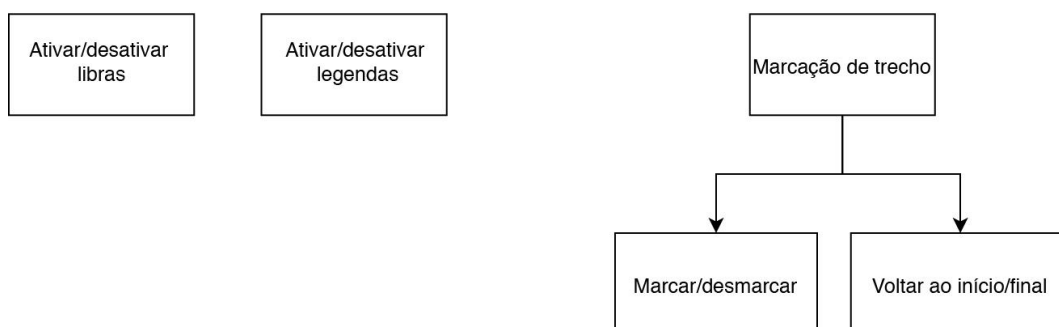 Ativar/desativar
libras
Ativar/desativar
legendas
Marcação de trecho
Marcar/desmarcar
Voltar ao início/final